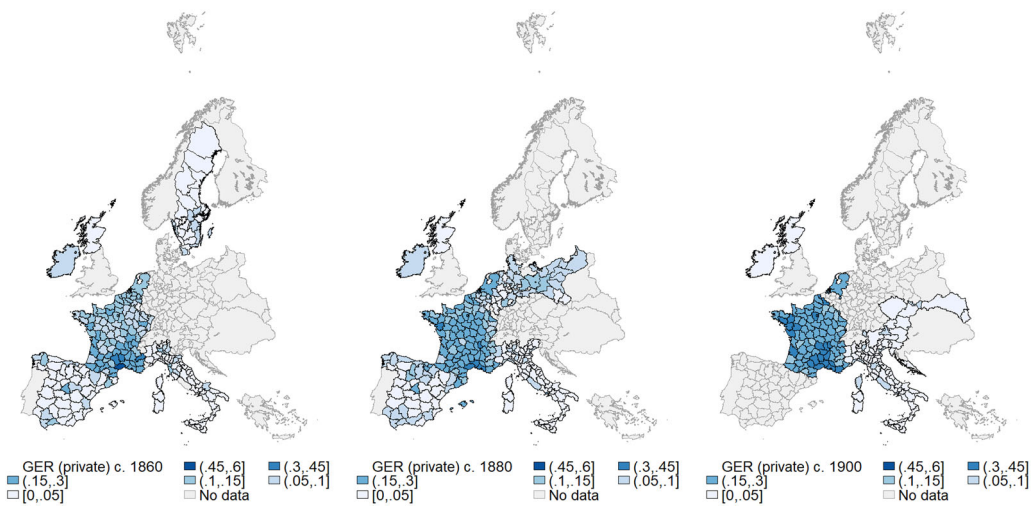 GER (private) c. 1860 (.45,.6] (.3,.45]
(.15,.3] (.1,.15] (.05,.1]
[0,.05] No data
GER (private) c. 1880 (.45,.6] (.3,.45]
(.15,.3] (.1,.15] (.05,.1]
[0,.05] No data
GER (private) c. 1900 (.45,.6] (.3,.45]
(.15,.3] (.1,.15] (.05,.1]
[0,.05] No data